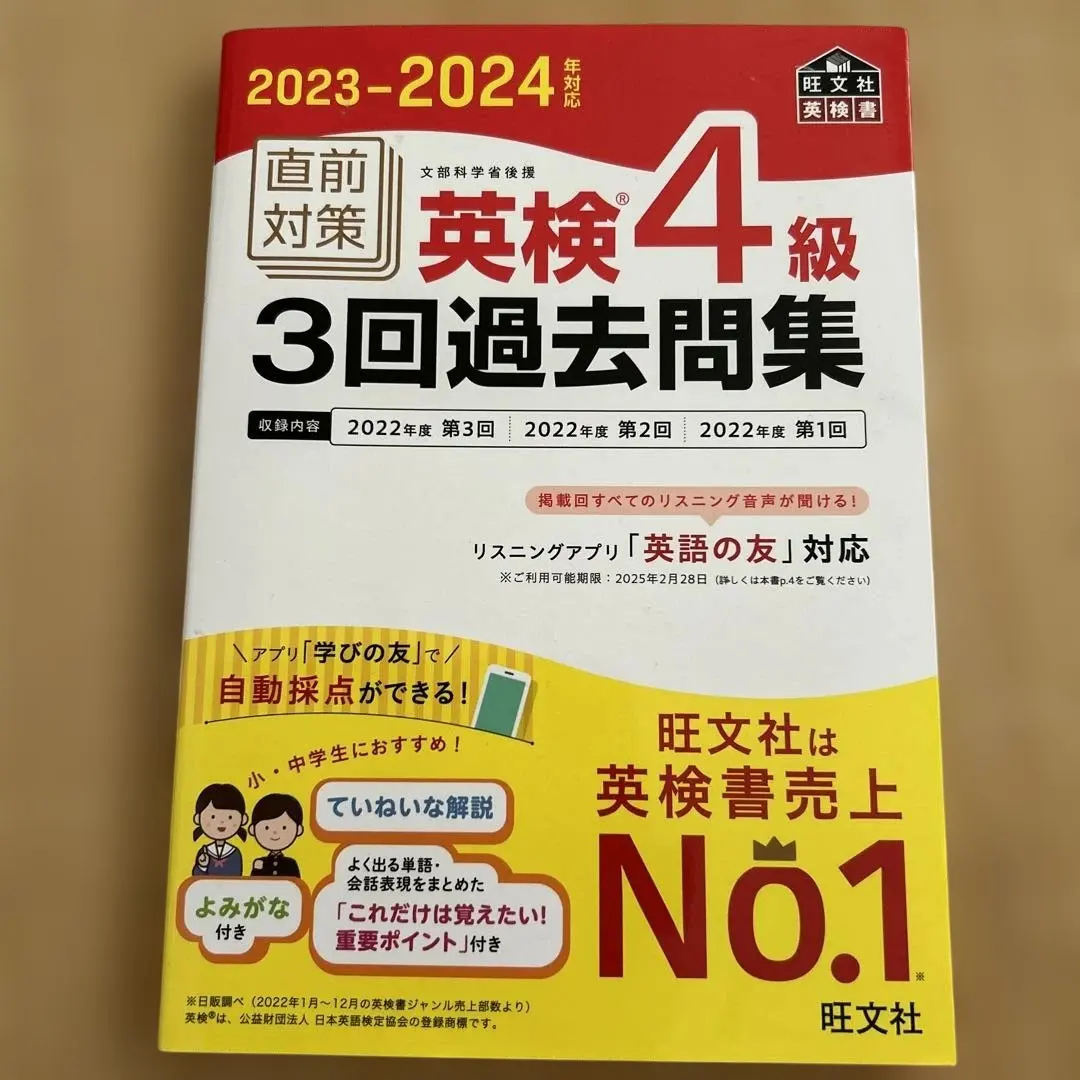 2023-2024年対応
旺文社
英検書
直前
対策
文部科学省後援
英検®4級
3回過去問集
収録内容 2022年度 第3回 2022年度 第2回 2022年度 第1回
掲載回すべてのリスニング音声が聞ける!
リスニングアプリ「英語の友」対応
※ご利用可能期限:2025年2月28日(詳しくは本書p.4をご覧ください)
\アプリ「学びの友」で/
自動採点ができる!
小・中学生におすすめ!
ていねいな解説
よみがな
付き
よく出る単語・
会話表現をまとめた
「これだけは覚えたい!
重要ポイント」付き
旺文社は
英検書売上
No.1※
※日販調べ(2022年1月~12月の英検書ジャンル売上部数より)
英検®は、公益財団法人 日本英語検定協会の登録商標です。
旺文社